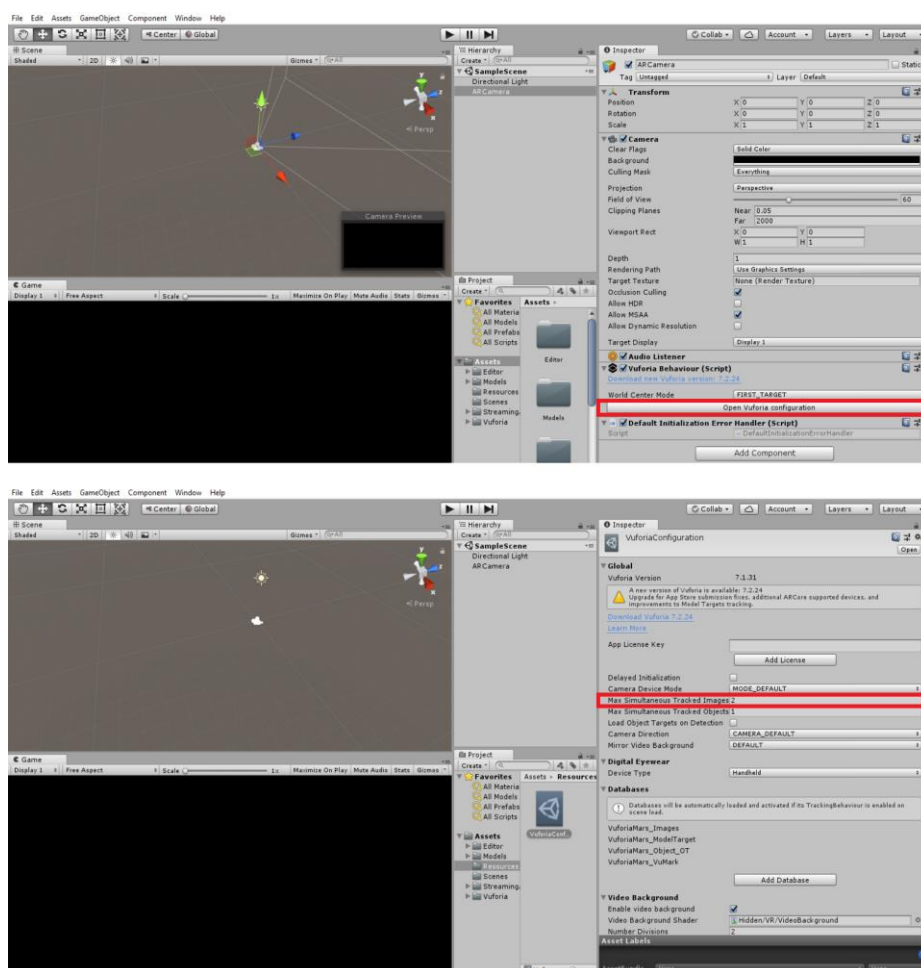 File Edit Assets GameObject Component Window Help
Center Global
Collab Account Layers Layout
Scene
Shaded 2D Gizmos All
Persp
Camera Preview
Game
Display 1 Free Aspect Scale 1x Maximize On Play Mute Audio Stats Gizmos
Hierarchy
Create All
SampleScene
Directional Light
ARCamera
Project
Create
Favorites
All Materia
All Models
All Prefabs
All Scripts
Assets
Editor
Models
Resources
Scenes
Streaming
Vuforia
Assets
Editor
Models
Inspector
ARCamera Static
Tag Untagged Layer Default
Transform
Position X 0 Y 0 Z 0
Rotation X 0 Y 0 Z 0
Scale X 1 Y 1 Z 1
Camera
Clear Flags Solid Color
Background
Culling Mask Everything
Projection Perspective
Field of View 60
Clipping Planes Near 0.05
Far 2000
Viewport Rect X 0 Y 0
W 1 H 1
Depth 1
Rendering Path Use Graphics Settings
Target Texture None (Render Texture)
Occlusion Culling
Allow HDR
Allow MSAA
Allow Dynamic Resolution
Target Display Display 1
Audio Listener
Vuforia Behaviour (Script)
Download new Vuforia version: 7.2.24
World Center Mode FIRST_TARGET
Open Vuforia configuration
Default Initialization Error Handler (Script)
Script DefaultInitializationErrorHandler
Add Component
File Edit Assets GameObject Component Window Help
Center Global
Collab Account Layers Layout
Scene
Shaded 2D Gizmos All
Persp
Game
Display 1 Free Aspect Scale 1x Maximize On Play Mute Audio Stats Gizmos
Hierarchy
Create All
SampleScene
Directional Light
ARCamera
Project
Create
Favorites
All Materia
All Models
All Prefabs
All Scripts
Assets
Editor
Models
Resources
Scenes
Streaming
Vuforia
Assets Resources
VuforiaConf...
Inspector
VuforiaConfiguration
Open
Global
Vuforia Version 7.1.31
A new version of Vuforia is available: 7.2.24
Upgrade for App Store submission fixes, additional ARCore supported devices, and
improvements to Model Targets tracking.
Download Vuforia 7.2.24
Learn More
App License Key
Add License
Delayed Initialization
Camera Device Mode MODE_DEFAULT
Max Simultaneous Tracked Images 2
Max Simultaneous Tracked Objects 1
Load Object Targets on Detection
Camera Direction CAMERA_DEFAULT
Mirror Video Background DEFAULT
Digital Eyewear
Device Type Handheld
Databases
Databases will be automatically loaded and activated if its TrackingBehaviour is enabled on
scene load.
VuforiaMars_Images
VuforiaMars_ModelTarget
VuforiaMars_Object_OT
VuforiaMars_VuMark
Add Database
Video Background
Enable video background
Video Background Shader Hidden/VR/VideoBackground
Number Divisions 2
Asset Labels